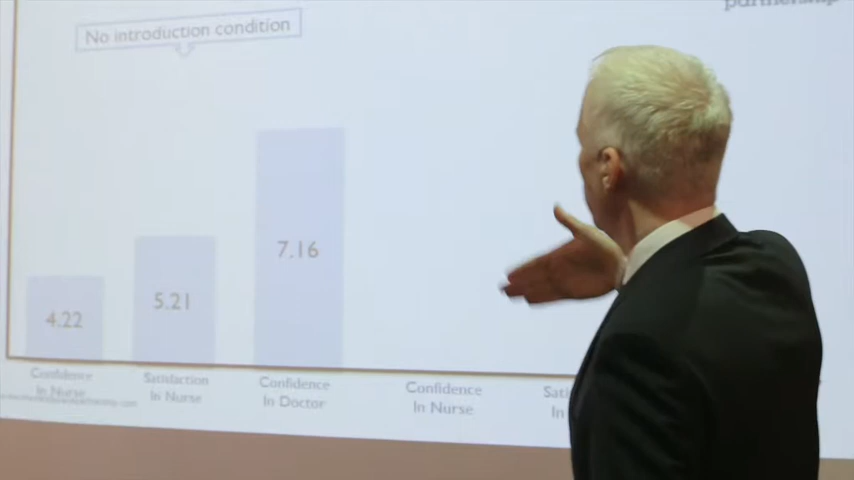 partnership
No introduction condition
7.16
5.21
4.22
Confidence
In Nurse
Satisfaction
In Nurse
Confidence
In Doctor
Confidence
In Nurse
In